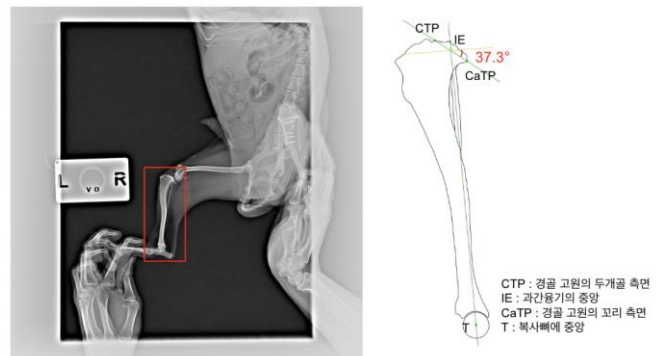 L
R
V D
CTP
IE
37.3°
CaTP
T
CTP : 경골 고원의 두개골 측면
IE : 과간융기의 중앙
CaTP : 경골 고원의 꼬리 측면
T : 복사뼈에 중앙